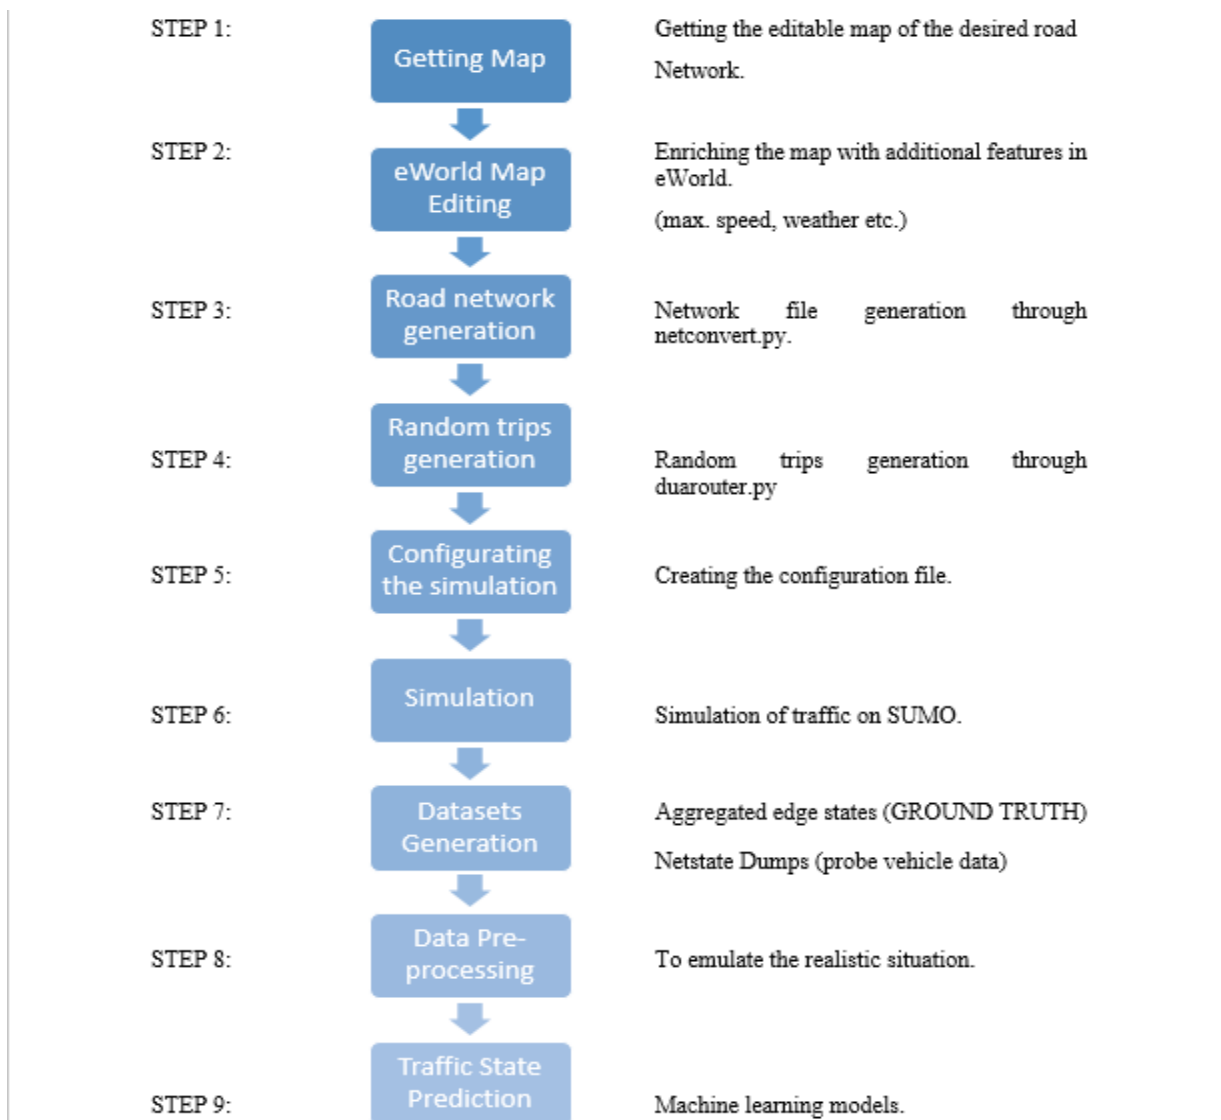 STEP 1:
Getting Map
Getting the editable map of the desired road
Network.
STEP 2:
eWorld Map
Editing
Enriching the map with additional features in
eWorld.
(max. speed, weather etc.)
STEP 3:
Road network
generation
Network file generation through
netconvert.py.
STEP 4:
Random trips
generation
Random trips generation through
duarouter.py
STEP 5:
Configurating
the simulation
Creating the configuration file.
STEP 6:
Simulation
Simulation of traffic on SUMO.
STEP 7:
Datasets
Generation
Aggregated edge states (GROUND TRUTH)
Netstate Dumps (probe vehicle data)
STEP 8:
Data Pre-
processing
To emulate the realistic situation.
STEP 9:
Traffic State
Prediction
Machine learning models.